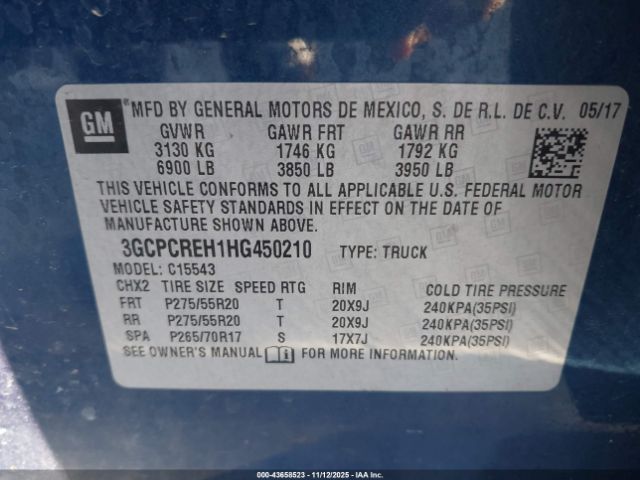 GM
MFD BY GENERAL MOTORS DE MEXICO, S. DE R.L. DE C.V. 05/17
GVWR GAWR FRT GAWR RR
3130 KG 1746 KG 1792 KG
6900 LB 3850 LB 3950 LB
THIS VEHICLE CONFORMS TO ALL APPLICABLE U.S. FEDERAL MOTOR
VEHICLE SAFETY STANDARDS IN EFFECT ON THE DATE OF
MANUFACTURE SHOWN ABOVE.
3GCPCREH1HG450210 TYPE: TRUCK
MODEL: C15543
CHX2 TIRE SIZE SPEED RTG RIM COLD TIRE PRESSURE
FRT P275/55R20 T 20X9J 240KPA(35PSI)
RR P275/55R20 T 20X9J 240KPA(35PSI)
SPA P265/70R17 S 17X7J 240KPA(35PSI)
SEE OWNER'S MANUAL FOR MORE INFORMATION.
000-43658523 - 11/12/2025 - IAAI.COM